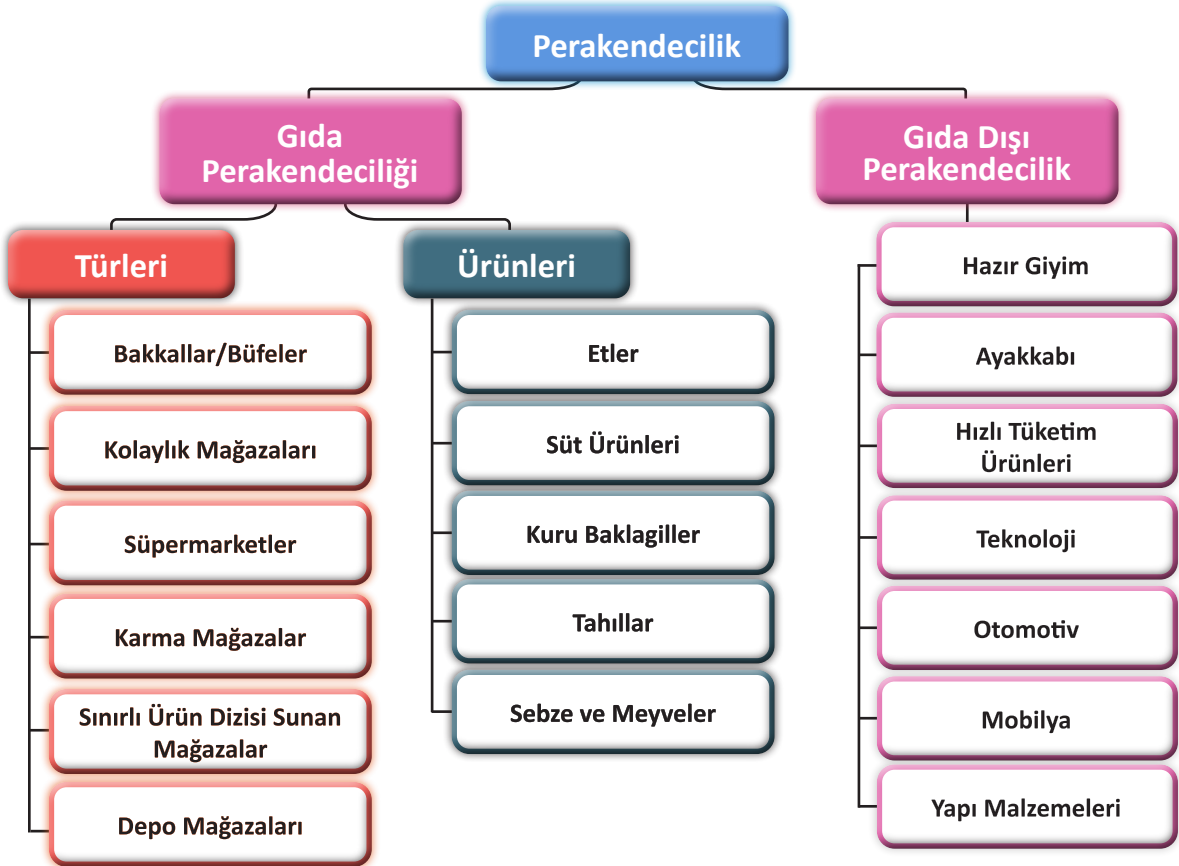 Perakendecilik
Gıda
Perakendeciliği
Gıda Dışı
Perakendecilik
Türleri
Bakkallar/Büfeler
Kolaylık Mağazaları
Süpermarketler
Karma Mağazalar
Sınırlı Ürün Dizisi Sunan
Mağazalar
Depo Mağazaları
Ürünleri
Etler
Süt Ürünleri
Kuru Baklagiller
Tahıllar
Sebze ve Meyveler
Hazır Giyim
Ayakkabı
Hızlı Tüketim
Ürünleri
Teknoloji
Otomotiv
Mobilya
Yapı Malzemeleri